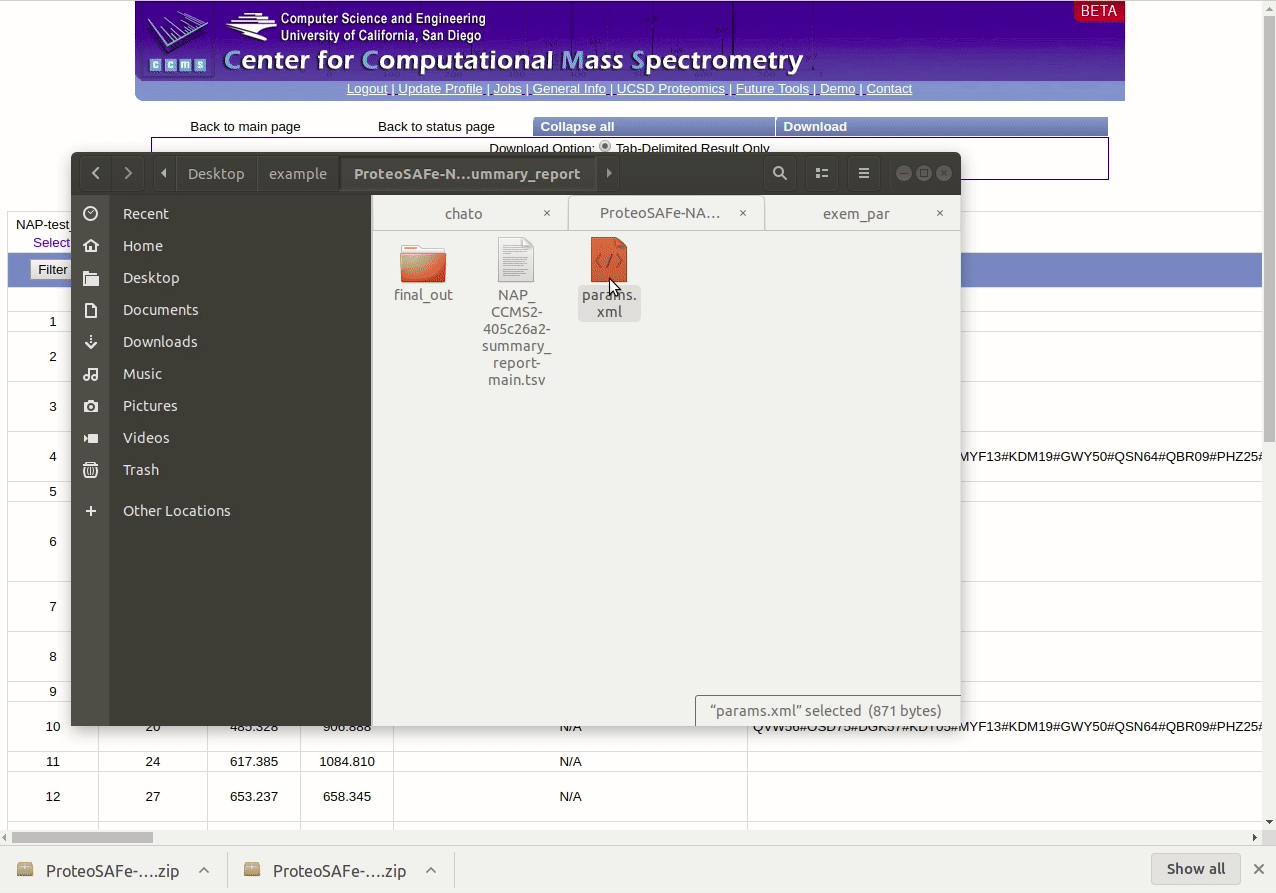 BETA
Computer Science and Engineering
University of California, San Diego
Center for Computational Mass Spectrometry
c c m s
Logout | Update Profile | Jobs | General Info | UCSD Proteomics | Future Tools | Demo | Contact
Back to main page Back to status page Collapse all Download
Download Option: Tab-Delimited Result Only
Desktop example ProteoSAFe-N...ummary_report
NAP-test_
Select
Filter
Recent
Home
Desktop
Documents
Downloads
Music
Pictures
Videos
Trash
+ Other Locations
chato × ProteoSAFe-NA... × exem_par ×
final_out
NAP_
CCMS2-
405c26a2-
summary_
report-
main.tsv
params.
xml
“params.xml” selected (871 bytes)
1
2
3
4 MYF13#KDM19#GWY50#QSN64#QBR09#PHZ25#
5
6
7
8
9
10 20 485.328 906.888 N/A QVW56#OSD75#DGK57#KDT05#MYF13#KDM19#GWY50#QSN64#QBR09#PHZ25#
11 24 617.385 1084.810 N/A
12 27 653.237 658.345 N/A
ProteoSAFe-....zip ProteoSAFe-....zip Show all